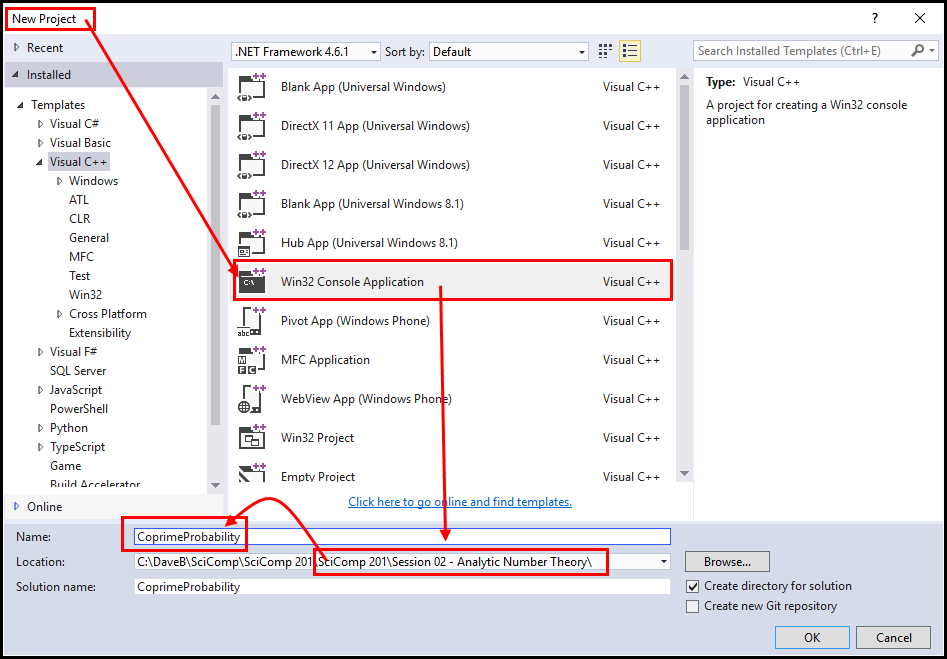 New Project
? 
Recent
Installed
Templates
Visual C#
Visual Basic
Visual C++
Windows
ATL
CLR
General
MFC
Test
Win32
Cross Platform
Extensibility
Visual F#
SQL Server
JavaScript
PowerShell
Python
TypeScript
Game
Build Accelerator
Online
.NET Framework 4.6.1 Sort by: Default
Blank App (Universal Windows) Visual C++
DirectX 11 App (Universal Windows) Visual C++
DirectX 12 App (Universal Windows) Visual C++
Blank App (Universal Windows 8.1) Visual C++
Hub App (Universal Windows 8.1) Visual C++
Win32 Console Application Visual C++
Pivot App (Windows Phone) Visual C++
MFC Application Visual C++
WebView App (Windows Phone) Visual C++
Win32 Project Visual C++
Empty Project Visual C++
Click here to go online and find templates.
Search Installed Templates (Ctrl+E)
Type: Visual C++
A project for creating a Win32 console
application
Name: CoprimeProbability
Location: C:\DaveB\SciComp\SciComp 201\SciComp 201\Session 02 - Analytic Number Theory\ Browse...
Solution name: CoprimeProbability
Create directory for solution
Create new Git repository
OK Cancel